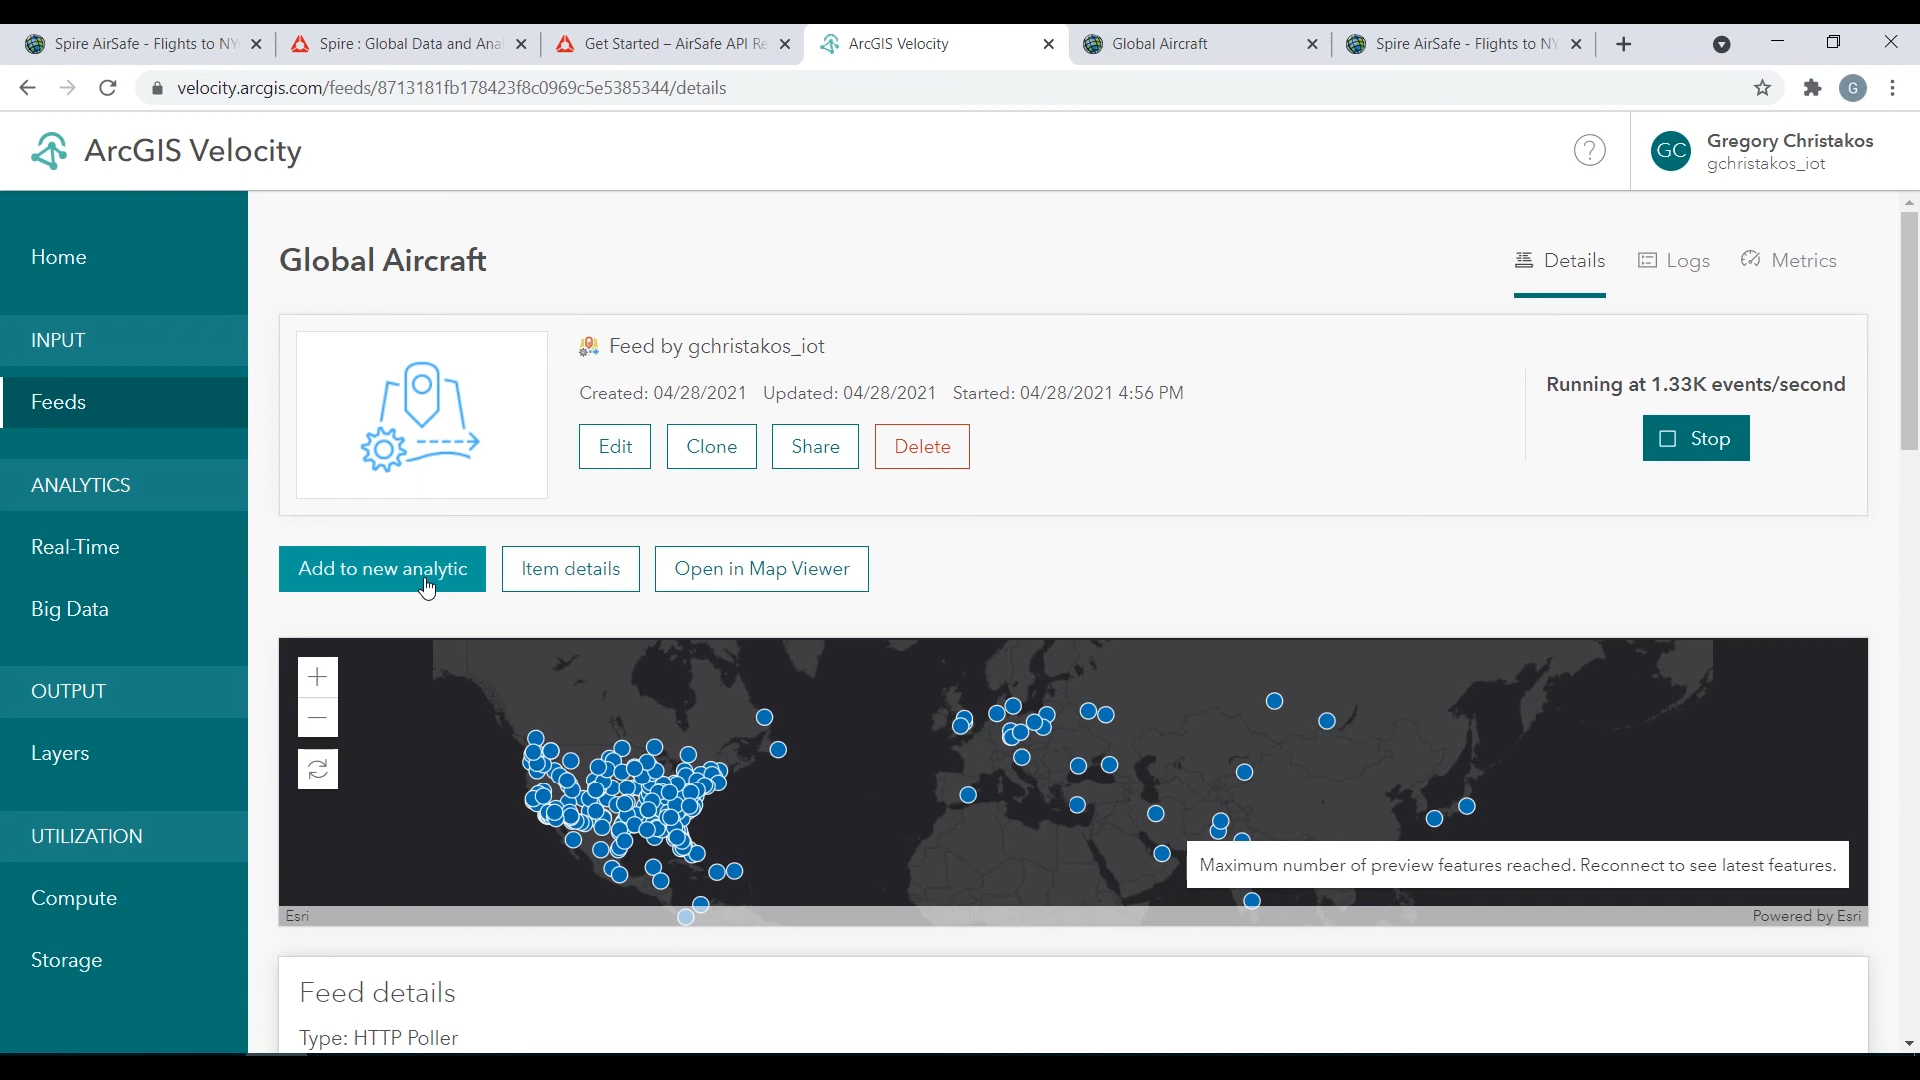 Spire AirSafe - Flights to NY
Spire : Global Data and Ana
Get Started – AirSafe API Re
ArcGIS Velocity
Global Aircraft
Spire AirSafe - Flights to NY
velocity.arcgis.com/feeds/8713181fb178423f8c0969c5e5385344/details
G
ArcGIS Velocity
?
GC
Gregory Christakos
gchristakos_iot
Home
INPUT
Feeds
ANALYTICS
Real-Time
Big Data
OUTPUT
Layers
UTILIZATION
Compute
Storage
Global Aircraft
Details
Logs
Metrics
Feed by gchristakos_iot
Created: 04/28/2021 Updated: 04/28/2021 Started: 04/28/2021 4:56 PM
Edit
Clone
Share
Delete
Running at 1.33K events/second
Stop
Add to new analytic
Item details
Open in Map Viewer
Maximum number of preview features reached. Reconnect to see latest features.
Esri
Powered by Esri
Feed details
Type: HTTP Poller